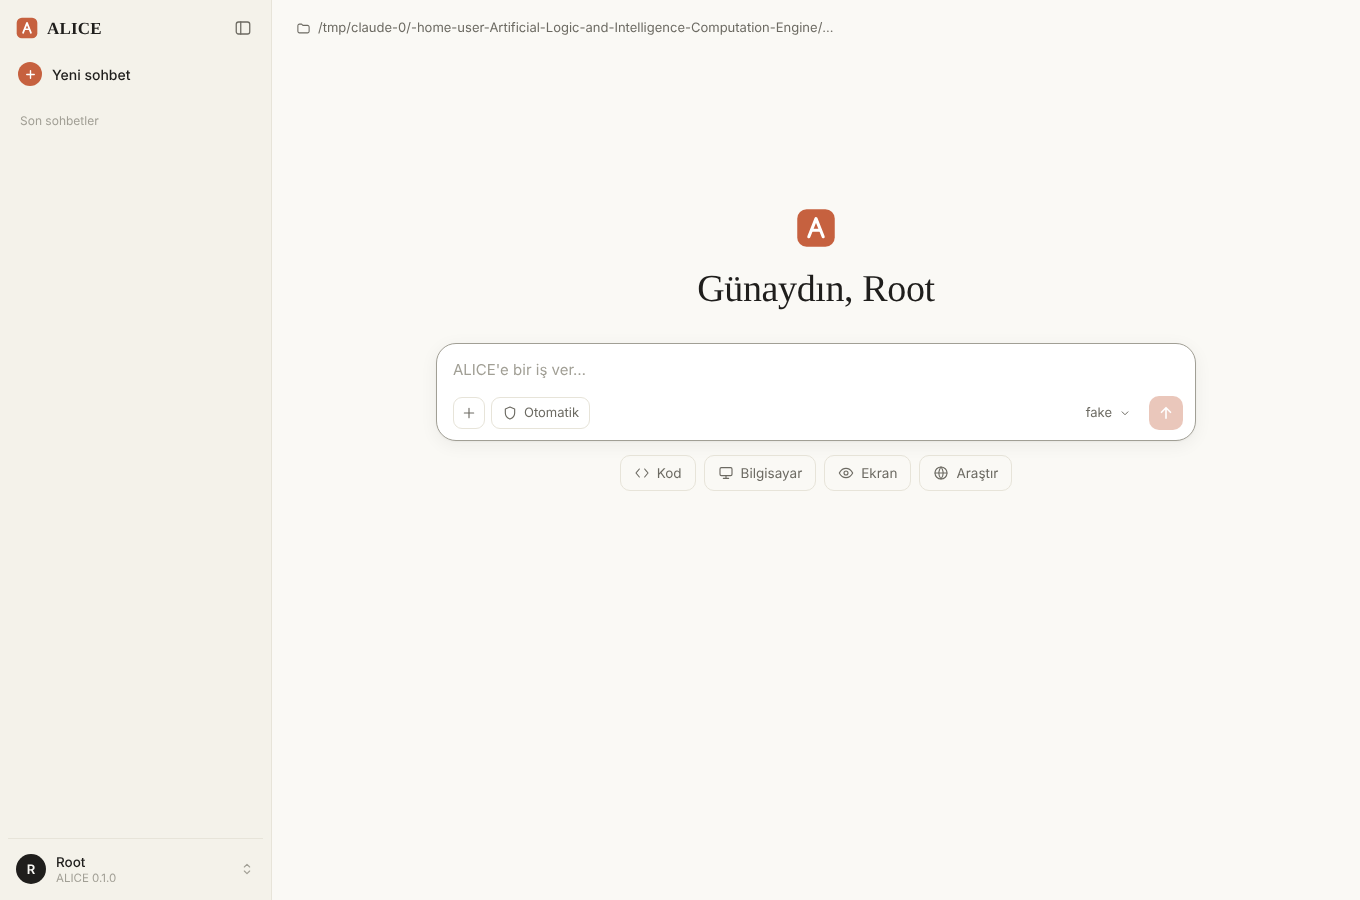 ALICE
Yeni sohbet
Son sohbetler
Root
ALICE 0.1.0
R
/tmp/claude-0/-home-user-Artificial-Logic-and-Intelligence-Computation-Engine/...
A
Günaydın, Root
ALICE'e bir iş ver...
Otomatik
fake
Kod
Bilgisayar
Ekran
Araştır